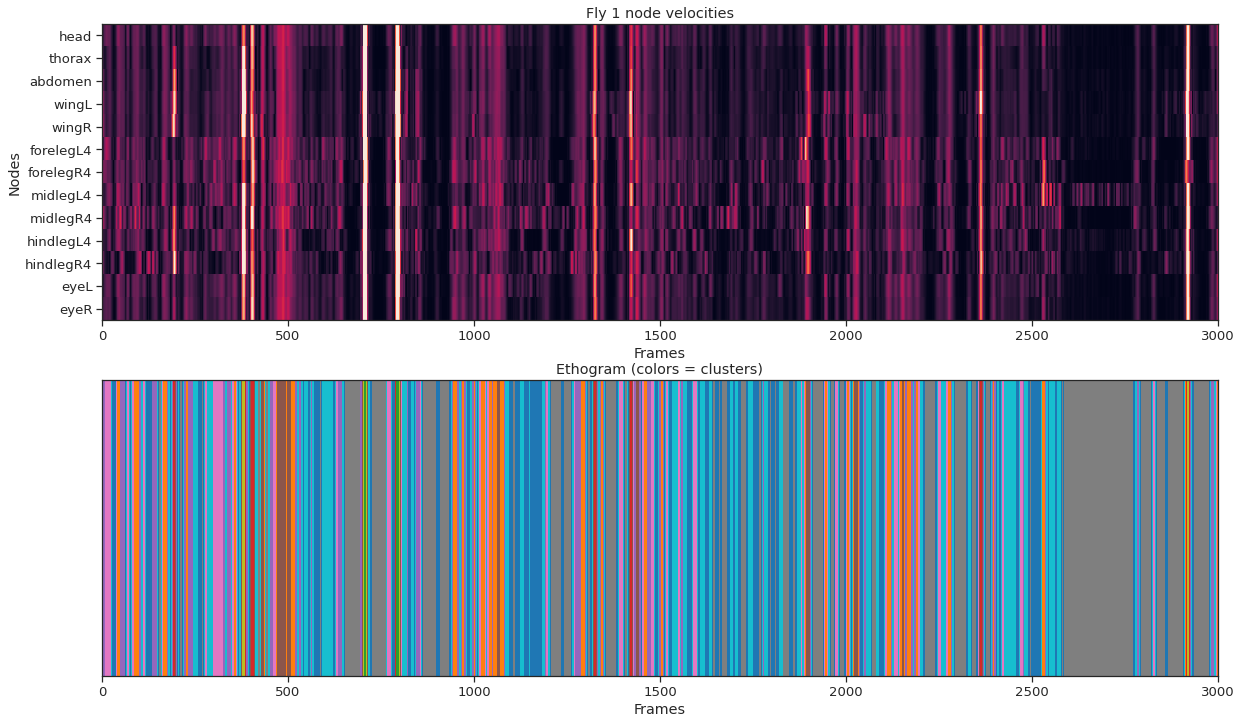 Fly 1 node velocities
Nodes
head
thorax
abdomen
wingL
wingR
forelegL4
forelegR4
midlegL4
midlegR4
hindlegL4
hindlegR4
eyeL
eyeR
0 500 1000 1500 2000 2500 3000
Frames
Ethogram (colors = clusters)
0 500 1000 1500 2000 2500 3000
Frames